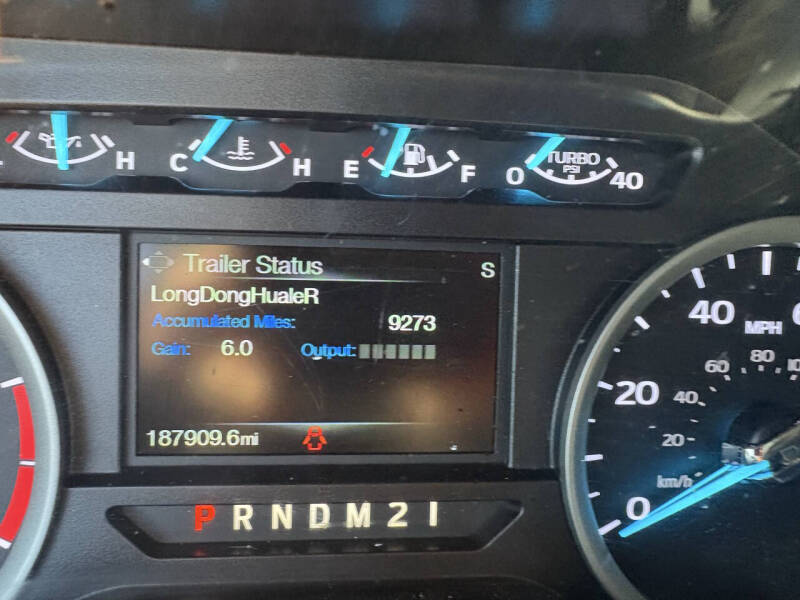 H C H E F 0 TURBO PSI 40
Trailer Status S
LongDongHualeR
Accumulated Miles: 9273
Gain: 6.0 Output:
187909.6mi
40 MPH
60 80
20 40
20
km/h
0
P R N D M 2 1